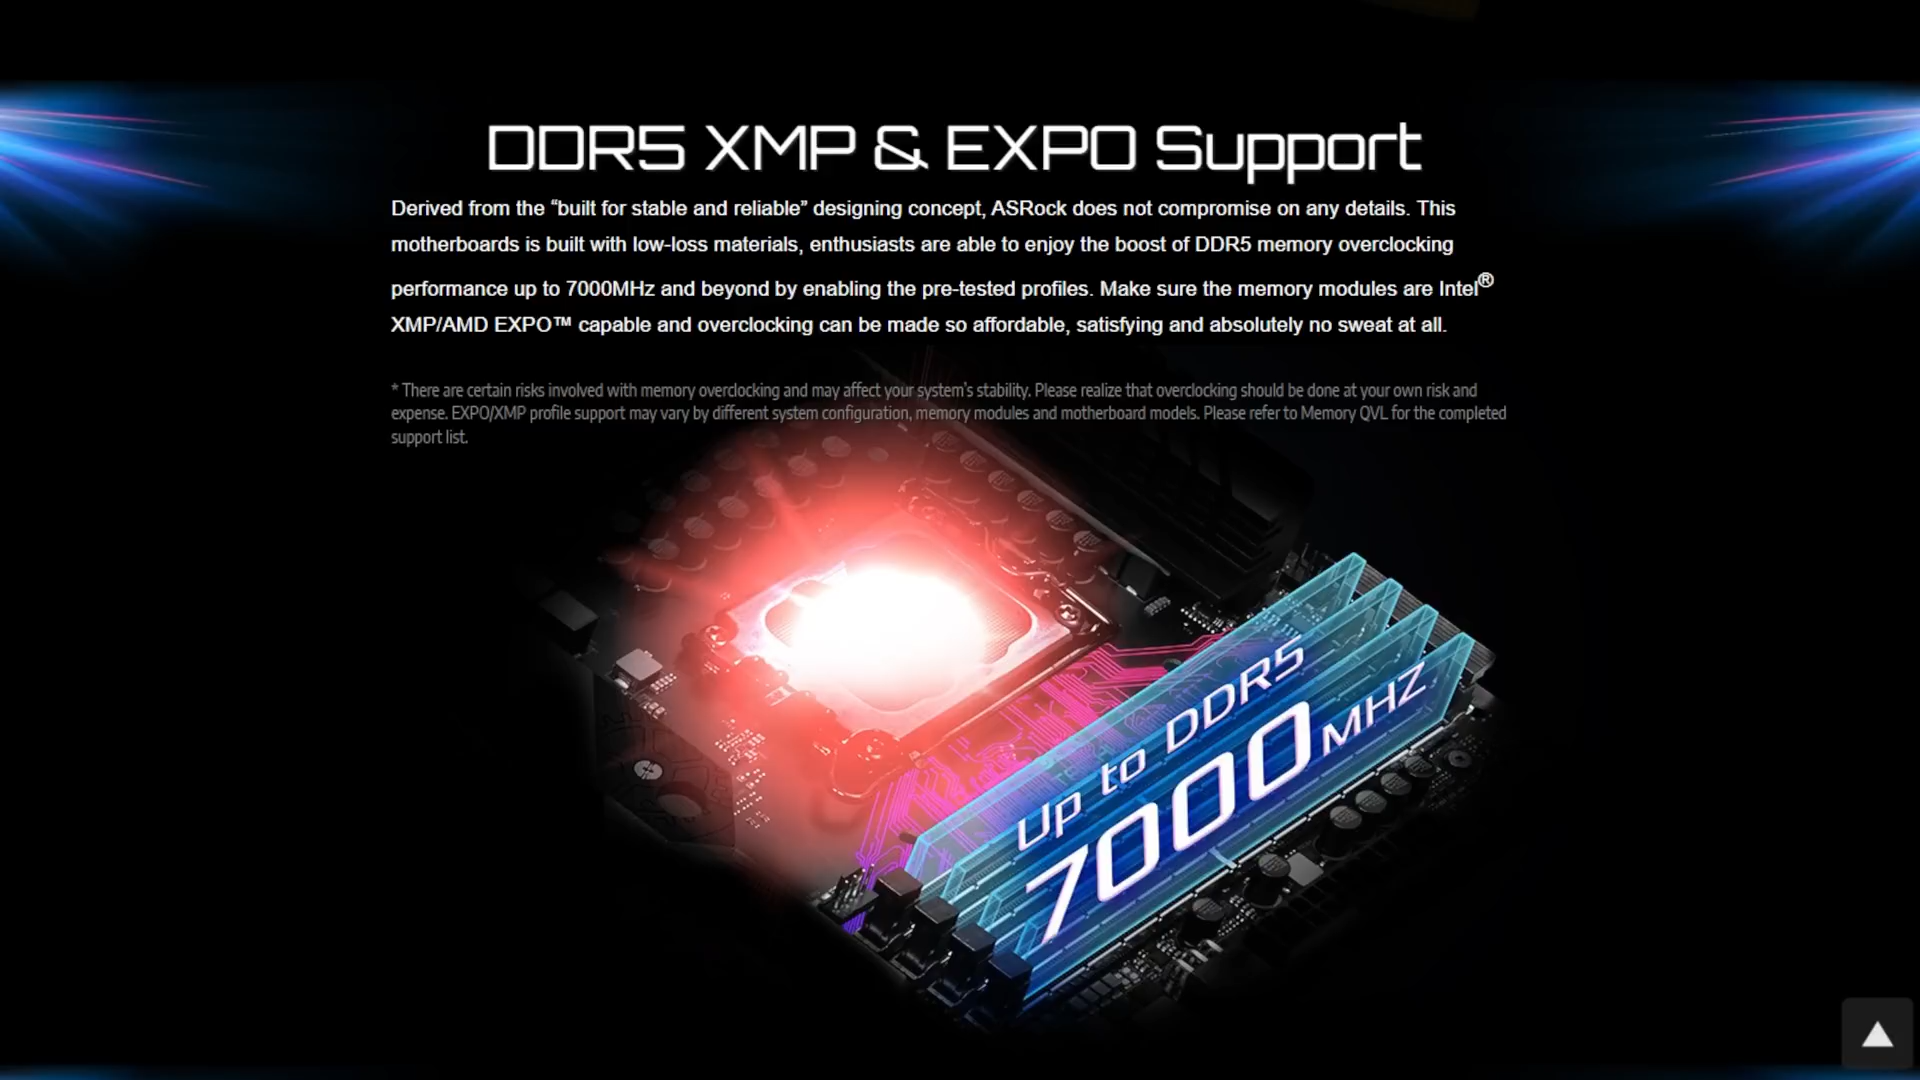 DDR5 XMP & EXPO Support
Derived from the “built for stable and reliable” designing concept, ASRock does not compromise on any details. This
motherboards is built with low-loss materials, enthusiasts are able to enjoy the boost of DDR5 memory overclocking
performance up to 7000MHz and beyond by enabling the pre-tested profiles. Make sure the memory modules are Intel®
XMP/AMD EXPO™ capable and overclocking can be made so affordable, satisfying and absolutely no sweat at all.
* There are certain risks involved with memory overclocking and may affect your system's stability. Please realize that overclocking should be done at your own risk and
expense. EXPO/XMP profile support may vary by different system configuration, memory modules and motherboard models. Please refer to Memory QVL for the completed
support list.
Up to DDR5
7000MHZ